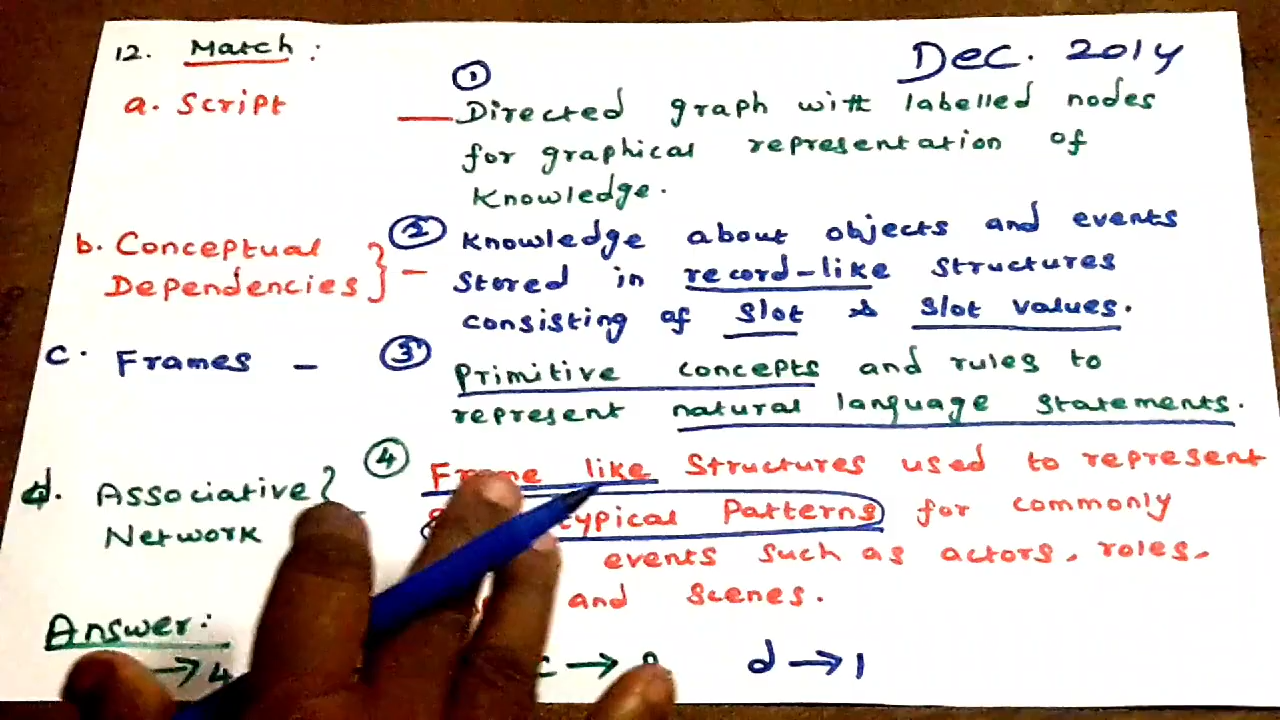 12. Match :
Dec. 2014
a. Script
① Directed graph with labelled nodes
for graphical representation of
Knowledge.
b. Conceptual
Dependencies
② Knowledge about objects and events
Stored in record-like structures
consisting of slot & slot values.
c. Frames -
③ Primitive concepts and rules to
represent natural language statements.
d. Associative
Network
④ Frame like structures used to represent
typical Patterns for commonly
events such as actors, roles,
and scenes.
Answer:
→ 4 c → d → 1